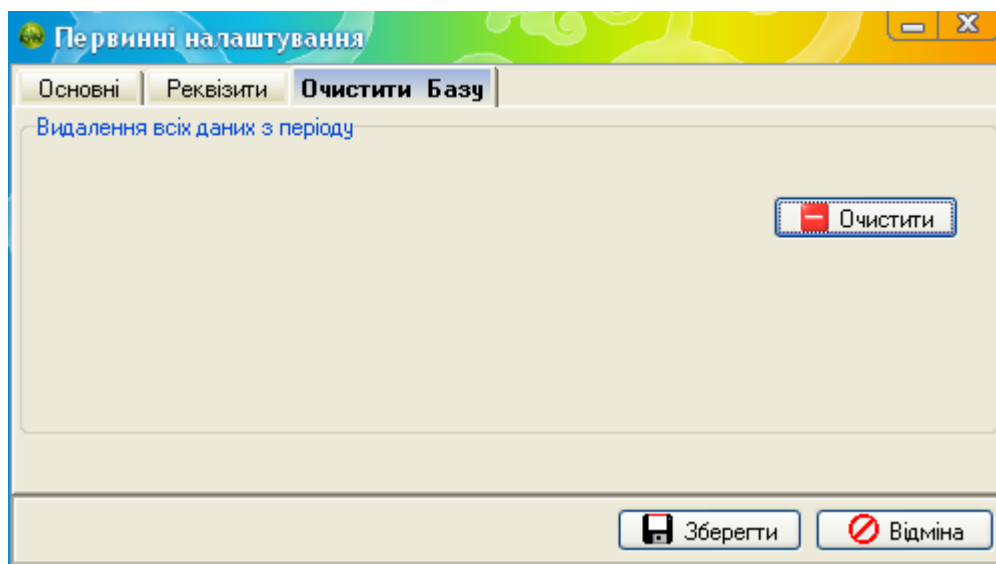 Первинні налаштування
Основні Реквізити Очистити Базу
Видалення всіх даних з періоду
Очистити
Зберегти Відміна